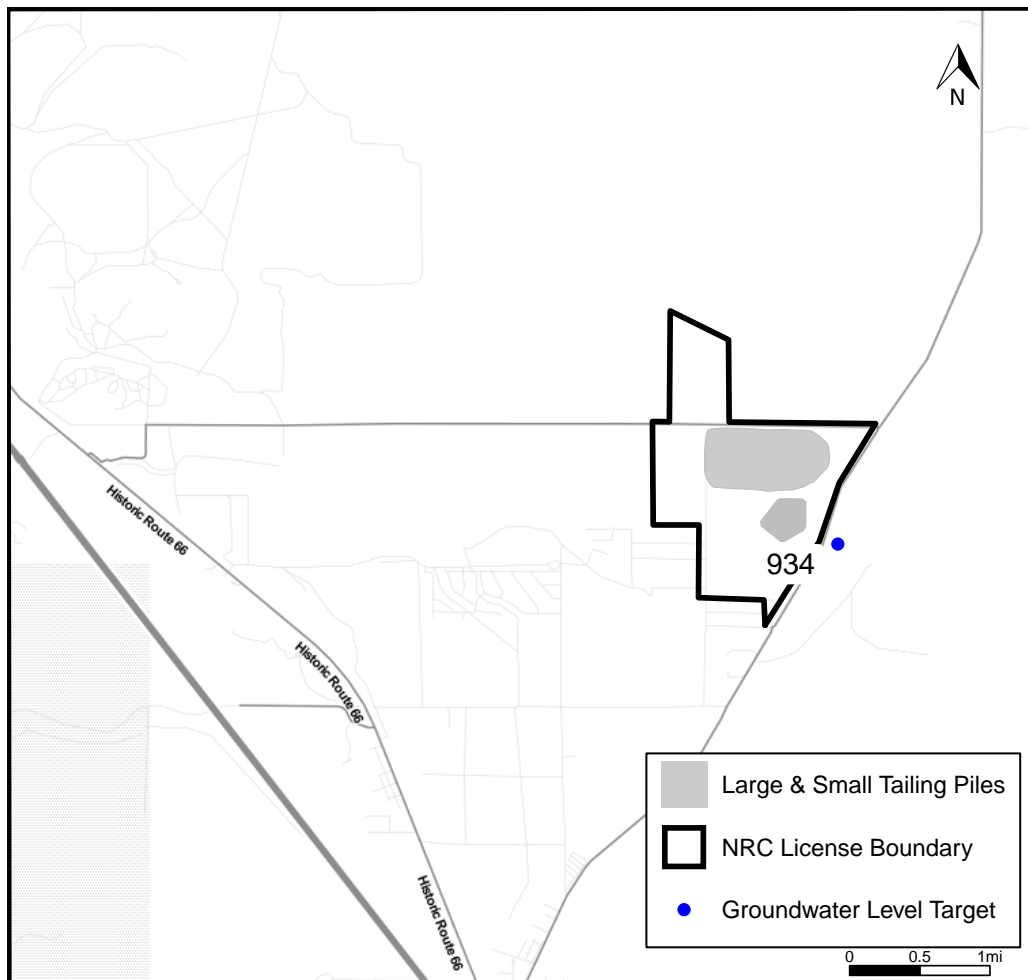 N
Historic Route 66
934
Historic Route 66
Historic Route 66
Large & Small Tailing Piles
NRC License Boundary
Groundwater Level Target
0 0.5 1mi